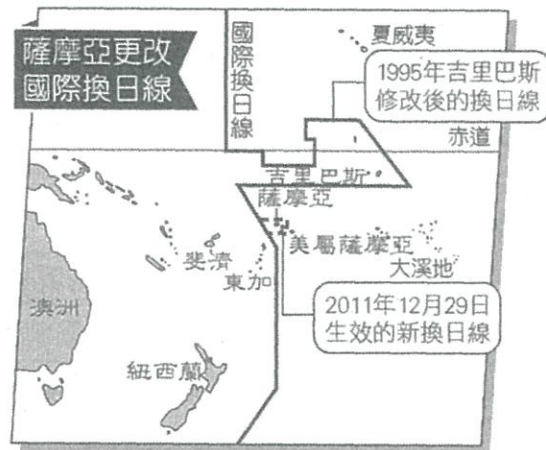 薩摩亞更改
國際換日線
國際換日線
夏威夷
1995年吉里巴斯
修改後的換日線
赤道
吉里巴斯
薩摩亞
美屬薩摩亞
大溪地
斐濟
東加
澳洲
2011年12月29日
生效的新換日線
紐西蘭